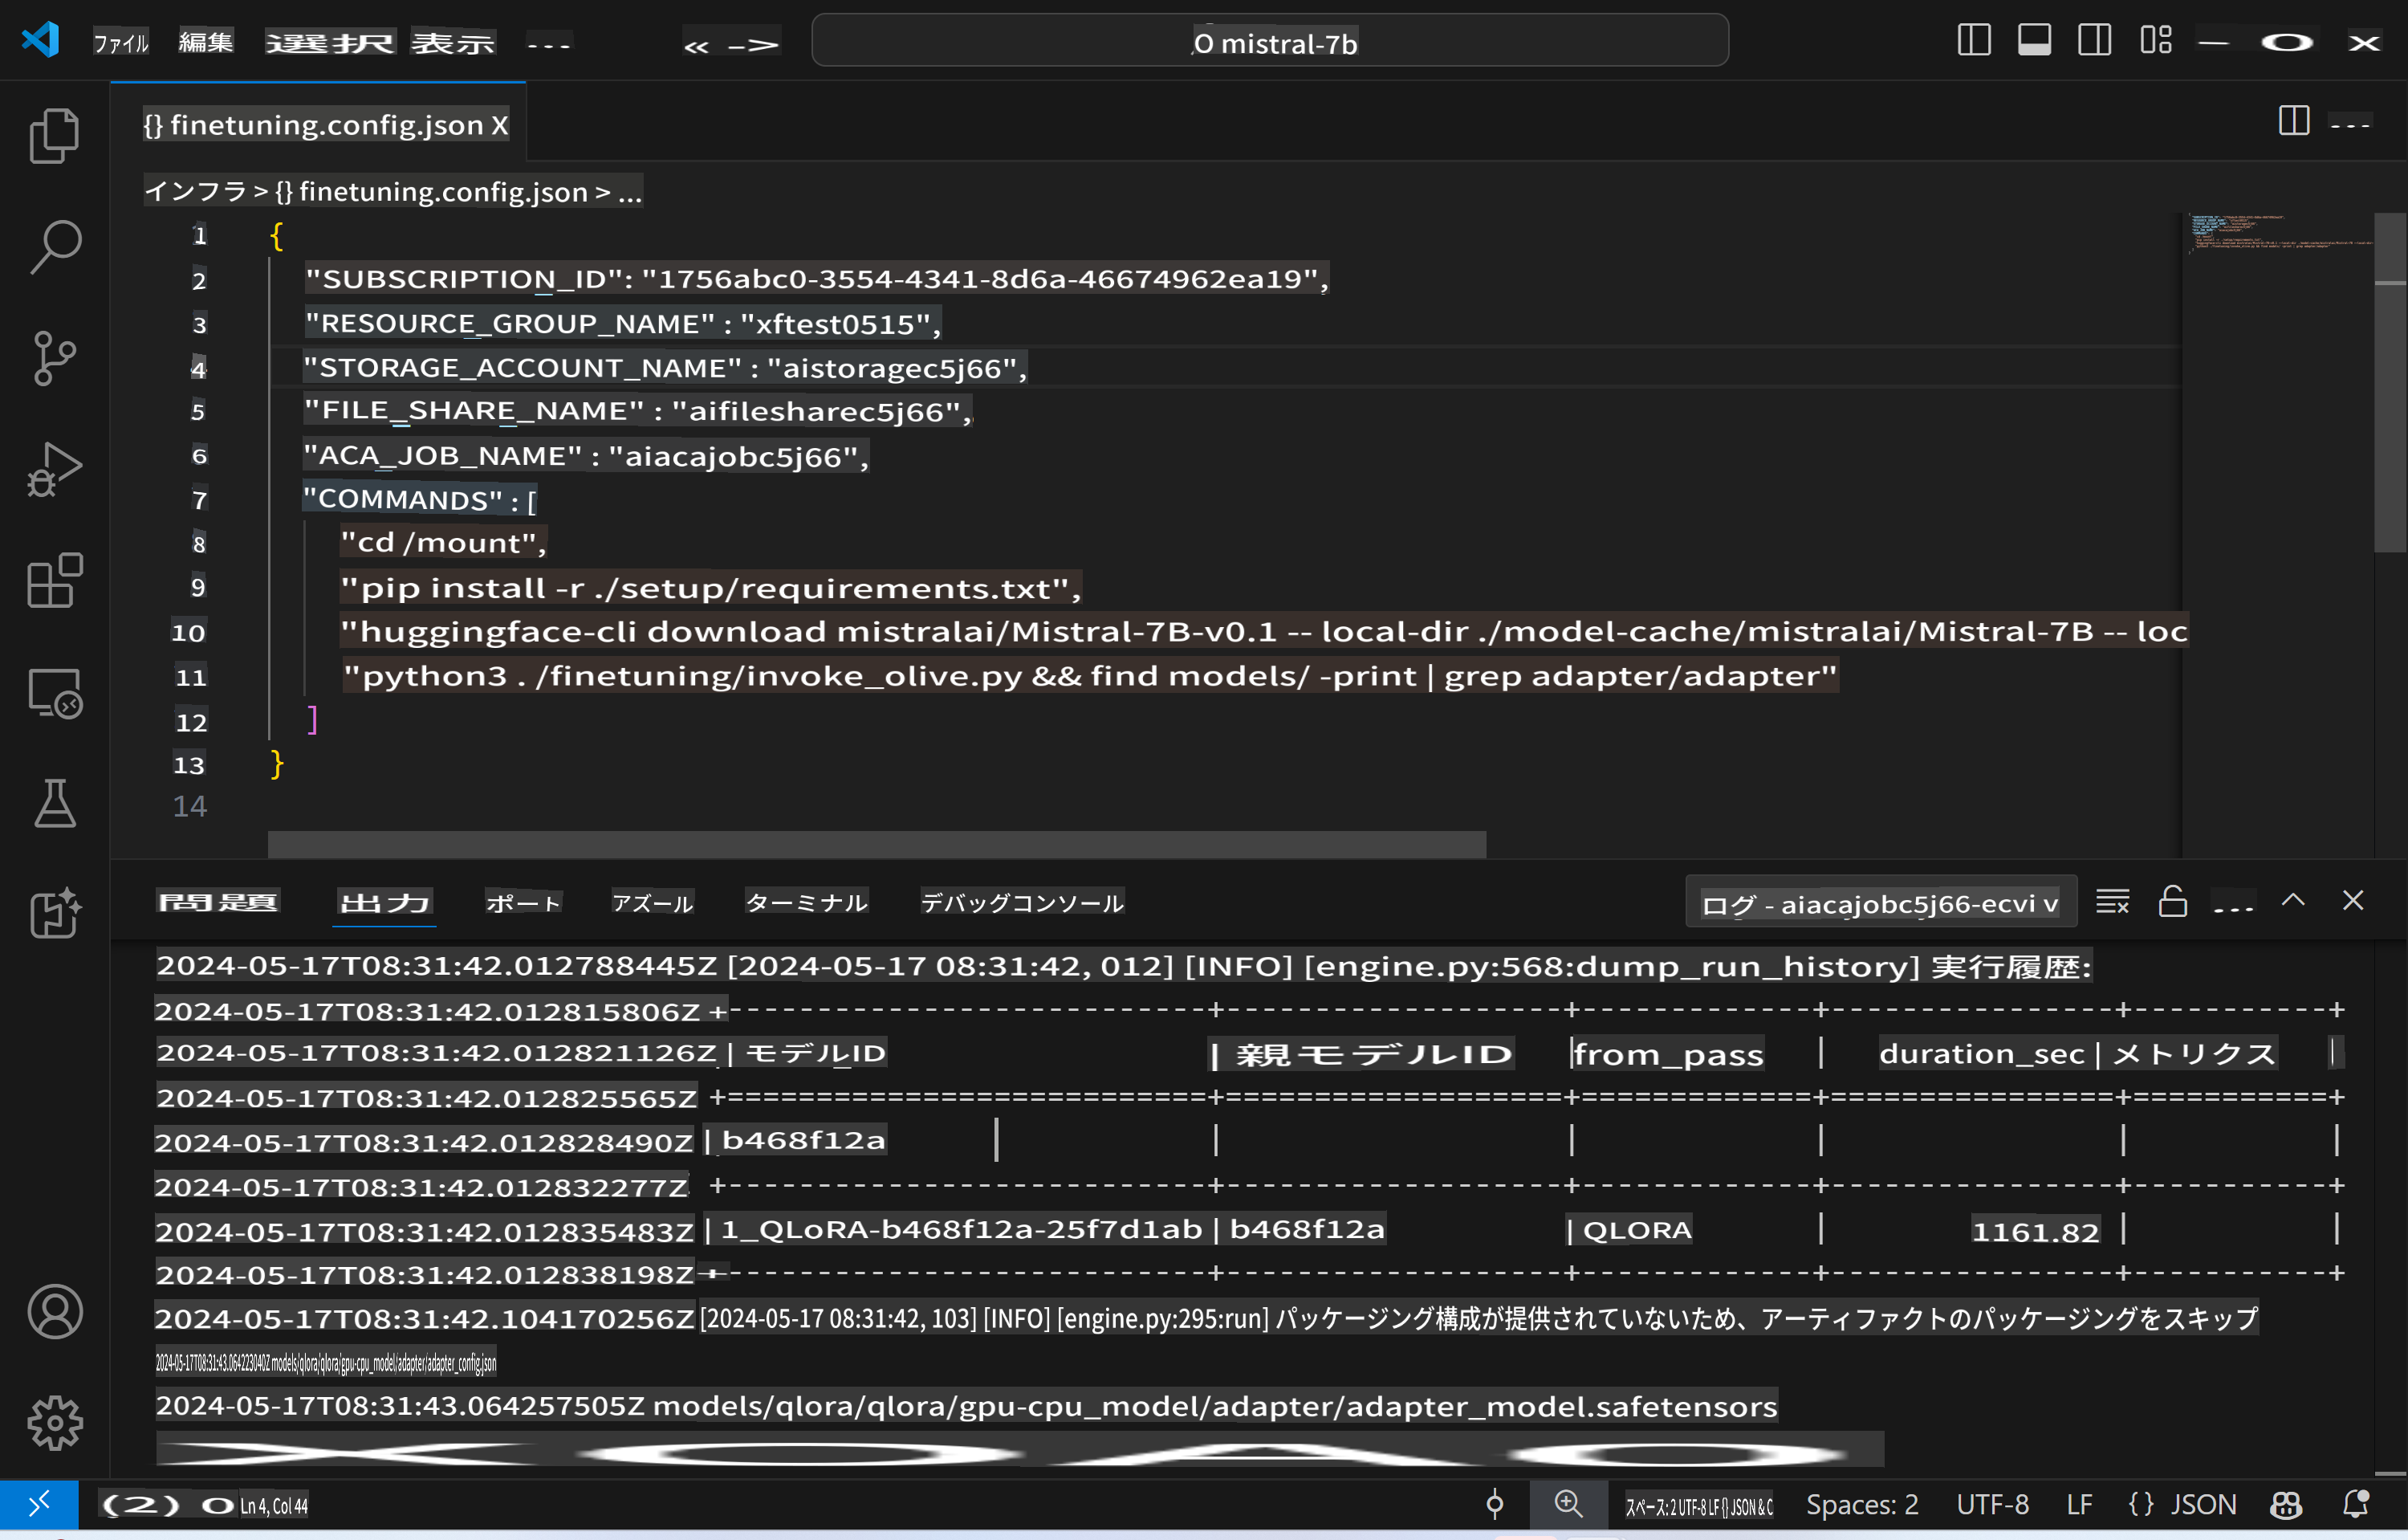 ファイル 編集 選択 表示 ... mistral-7b
{} finetuning.config.json X
インフラ > {} finetuning.config.json > ...
1 {
2 "SUBSCRIPTION_ID": "1756abc0-3554-4341-8d6a-46674962ea19",
3 "RESOURCE_GROUP_NAME" : "xftest0515",
4 "STORAGE_ACCOUNT_NAME" : "aistoragec5j66",
5 "FILE_SHARE_NAME" : "aifilesharec5j66",
6 "ACA_JOB_NAME" : "aiacajobc5j66",
7 "COMMANDS" : [
8 "cd /mount",
9 "pip install -r ./setup/requirements.txt",
10 "huggingface-cli download mistralai/Mistral-7B-v0.1 -- local-dir ./model-cache/mistralai/Mistral-7B -- loc
11 "python3 . /finetuning/invoke_olive.py && find models/ -print | grep adapter/adapter"
12 ]
13 }
14
問題 出力 ポート アズール ターミナル デバッグコンソール ログ - aiacajobc5j66-ecvi v
2024-05-17T08:31:42.012788445Z [2024-05-17 08:31:42, 012] [INFO] [engine.py:568:dump_run_history] 実行履歴:
2024-05-17T08:31:42.012815806Z +---------------------------+-------------------+-------------+----------------+-----------+
2024-05-17T08:31:42.012821126Z | モデルID | 親モデルID | from_pass | duration_sec | メトリクス |
2024-05-17T08:31:42.012825565Z +===========================+===================+=============+================+===========+
2024-05-17T08:31:42.012828490Z | b468f12a | | | | | |
2024-05-17T08:31:42.012832277Z +---------------------------+-------------------+-------------+----------------+-----------+
2024-05-17T08:31:42.012835483Z | 1_QLoRA-b468f12a-25f7d1ab | b468f12a | QLORA | 1161.82 | |
2024-05-17T08:31:42.012838198Z +---------------------------+-------------------+-------------+----------------+-----------+
2024-05-17T08:31:42.104170256Z [2024-05-17 08:31:42, 103] [INFO] [engine.py:295:run] パッケージング構成が提供されていないため、アーティファクトのパッケージングをスキップ
2024-05-17T08:31:43.064223040Z models/qlora/qlora/gpu-cpu_model/adapter/adapter_config.json
2024-05-17T08:31:43.064257505Z models/qlora/qlora/gpu-cpu_model/adapter/adapter_model.safetensors
(2) O Ln 4, Col 44 スペース: 2 UTF-8 LF {} JSON & C Spaces: 2 UTF-8 LF {} JSON